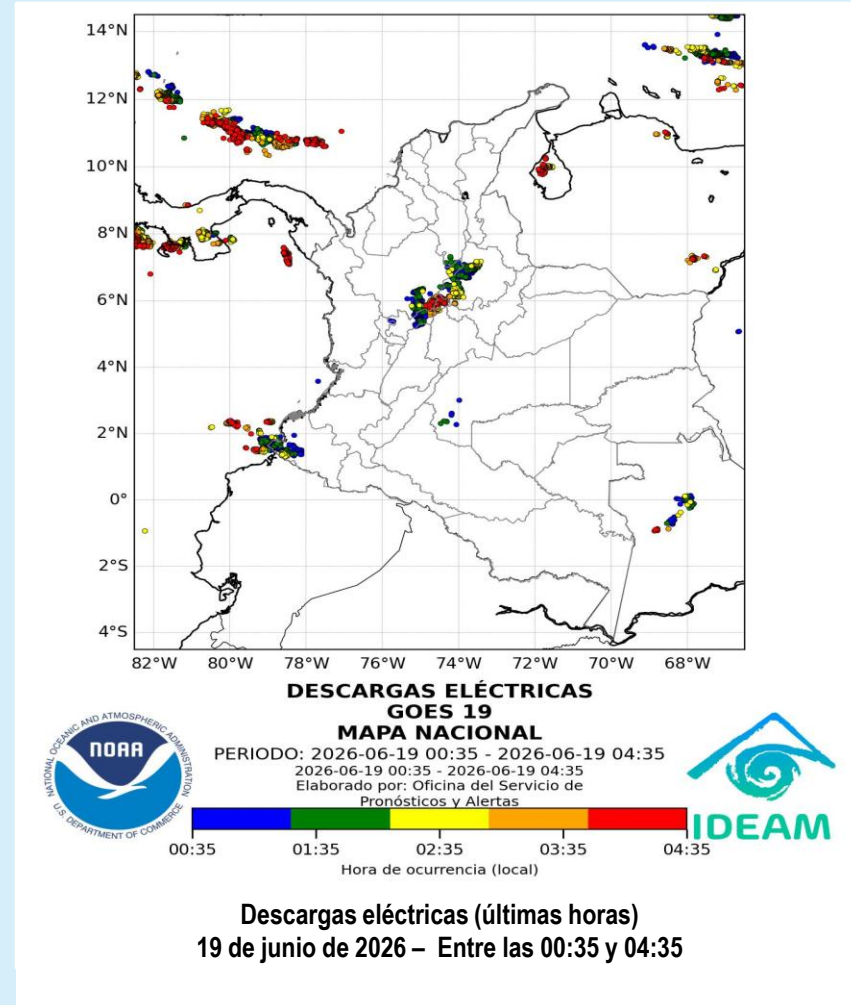 14°N
12°N
10°N
8°N
6°N
4°N
2°N
0°
2°S
4°S
82°W 80°W 78°W 76°W 74°W 72°W 70°W 68°W
DESCARGAS ELÉCTRICAS
GOES 19
MAPA NACIONAL
PERIODO: 2026-06-19 00:35 - 2026-06-19 04:35
2026-06-19 00:35 - 2026-06-19 04:35
Elaborado por: Oficina del Servicio de
Pronósticos y Alertas
NATIONAL OCEANIC AND ATMOSPHERIC ADMINISTRATION
NOAA
U.S. DEPARTMENT OF COMMERCE
IDEAM
00:35 01:35 02:35 03:35 04:35
Hora de ocurrencia (local)
Descargas eléctricas (últimas horas)
19 de junio de 2026 – Entre las 00:35 y 04:35